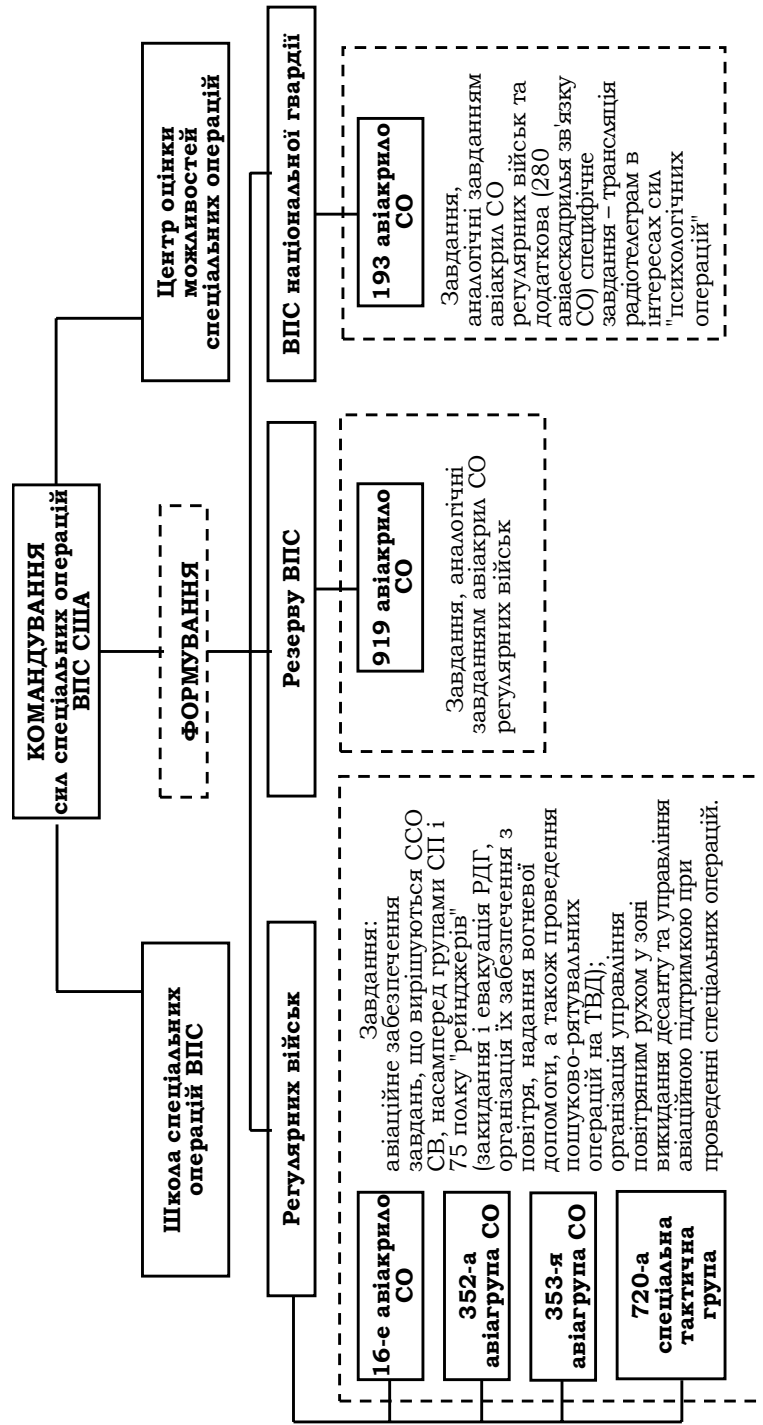 КОМАНДУВАННЯ
сил спеціальних операцій
ВПС США
Школа спеціальних
операцій ВПС
ФОРМУВАННЯ
Центр оцінки
можливостей
спеціальних операцій
Регулярних військ
Резерву ВПС
ВПС національної гвардії
16-е авіакрило
СО
352-а
авіагрупа СО
353-я
авіагрупа СО
720-а
спеціальна
тактична
група
Завдання:
авіаційне забезпечення
завдань, що вирішуються ССО
СВ, насамперед групами СП і
75 полку "рейнджерів"
(закидання і евакуація РДГ,
організація їх забезпечення з
повітря, надання вогневої
допомоги, а також проведення
пошуково-рятувальних
операцій на ТВД);
організація управління
повітряним рухом у зоні
викидання десанту та управління
авіаційною підтримкою при
проведенні спеціальних операцій.
919 авіакрило
СО
Завдання, аналогічні
завданням авіакрил СО
регулярних військ
193 авіакрило
СО
Завдання,
аналогічні завданням
авіакрил СО
регулярних військ та
додаткова (280
авіаескадрилья зв'язку
СО) специфічне
завдання – трансляція
радіотелеграм в
інтересах сил
"психологічних
операцій"